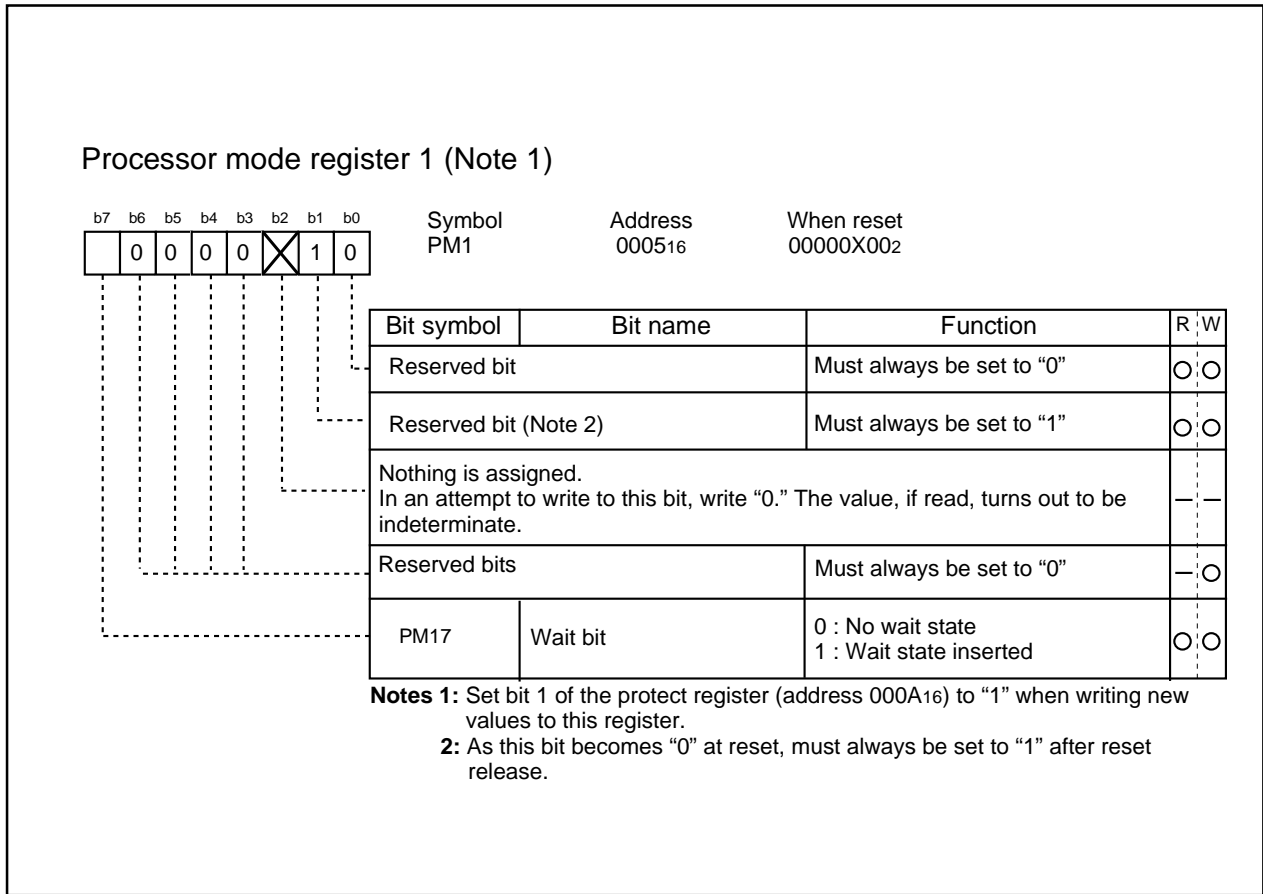 Processor mode register 1 (Note 1)
b7 b6 b5 b4 b3 b2 b1 b0
Symbol Address When reset
0 0 0 0 X 1 0
PM1 000516 00000X002
Bit symbol Bit name Function R W
Reserved bit Must always be set to “0”
Reserved bit (Note 2) Must always be set to “1”
Nothing is assigned.
In an attempt to write to this bit, write “0.” The value, if read, turns out to be
indeterminate.
– –
Reserved bits Must always be set to “0” –
PM17 Wait bit 0 : No wait state
1 : Wait state inserted
Notes 1: Set bit 1 of the protect register (address 000A16) to “1” when writing new
values to this register.
2: As this bit becomes “0” at reset, must always be set to “1” after reset
release.